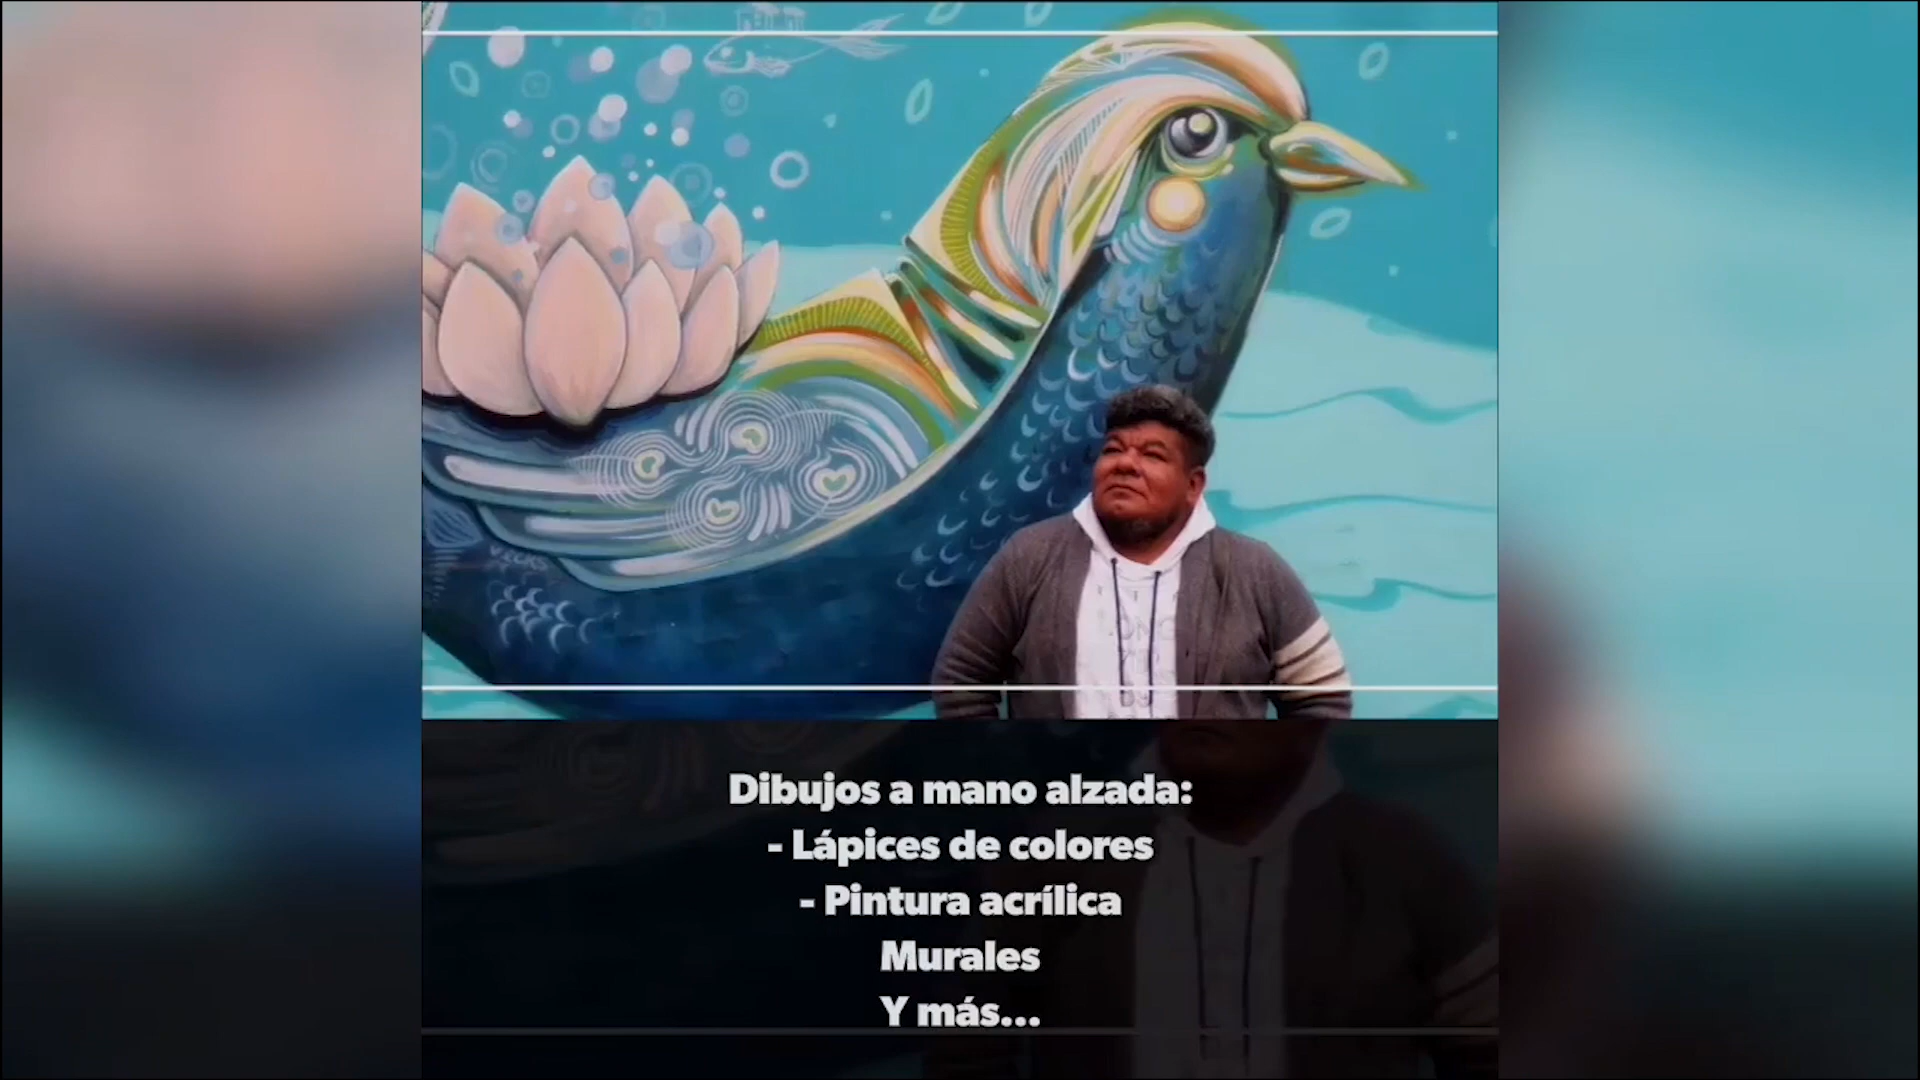 Dibujos a mano alzada:
- Lápices de colores
- Pintura acrílica
Murales
Y más...